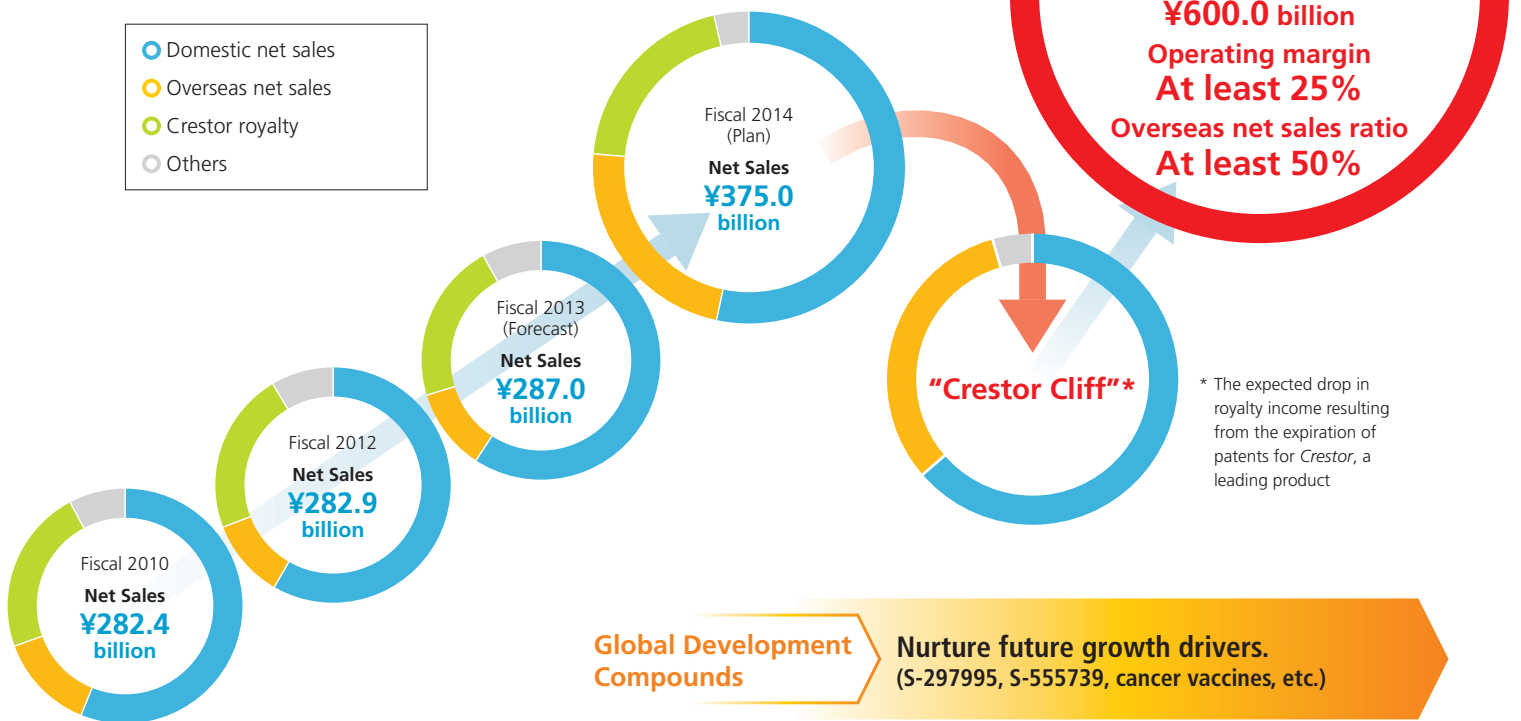 Domestic net sales
Overseas net sales
Crestor royalty
Others
Fiscal 2010
Net Sales
¥282.4
billion
Fiscal 2012
Net Sales
¥282.9
billion
Fiscal 2013
(Forecast)
Net Sales
¥287.0
billion
Fiscal 2014
(Plan)
Net Sales
¥375.0
billion
"Crestor Cliff"*
¥600.0 billion
Operating margin
At least 25%
Overseas net sales ratio
At least 50%
* The expected drop in
royalty income resulting
from the expiration of
patents for Crestor, a
leading product
Global Development
Compounds
Nurture future growth drivers.
(S-297995, S-555739, cancer vaccines, etc.)